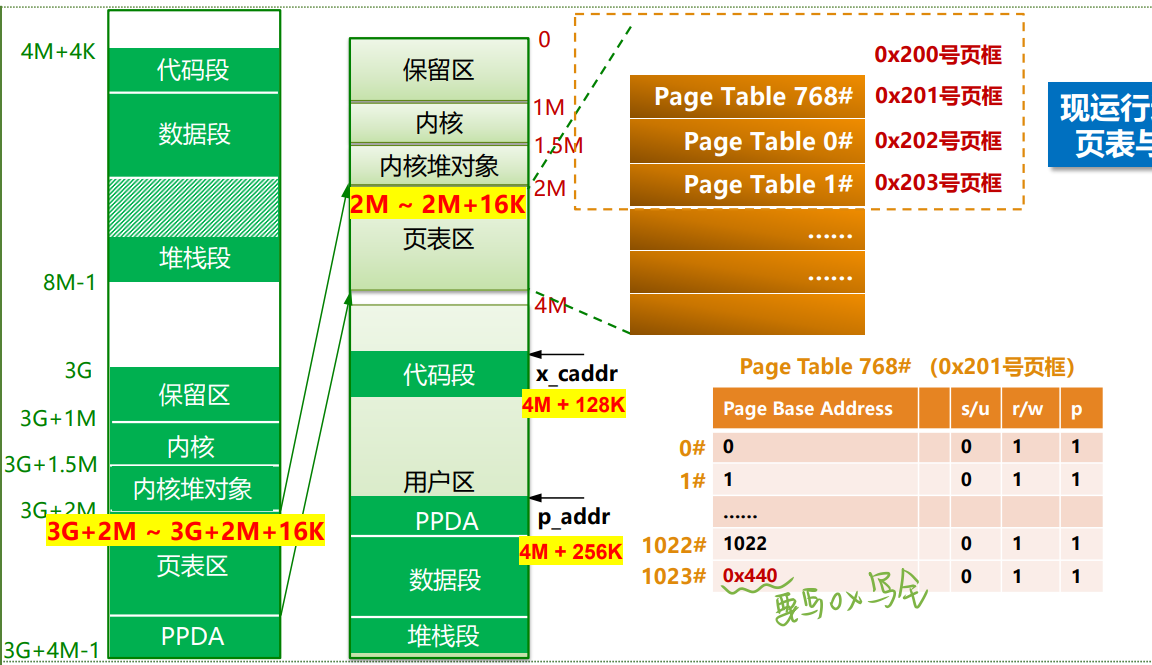 4M+4K
代码段
数据段
堆栈段
8M-1
3G
保留区
3G+1M
内核
3G+1.5M
内核堆对象
3G+2M
3G+2M ~ 3G+2M+16K
页表区
PPDA
3G+4M-1
0
保留区
1M
内核
1.5M
内核堆对象
2M
2M ~ 2M+16K
页表区
4M
代码段
x_caddr
4M + 128K
用户区
p_addr
PPDA
4M + 256K
数据段
堆栈段
0x200号页框
Page Table 768# 0x201号页框
Page Table 0# 0x202号页框
Page Table 1# 0x203号页框
......
......
现运行
页表与
Page Table 768# （0x201号页框）
Page Base Address s/u r/w p
0# 0 0 1 1
1# 1 0 1 1
......
1022# 1022 0 1 1
1023# 0x440 0 1 1
要写0x写全